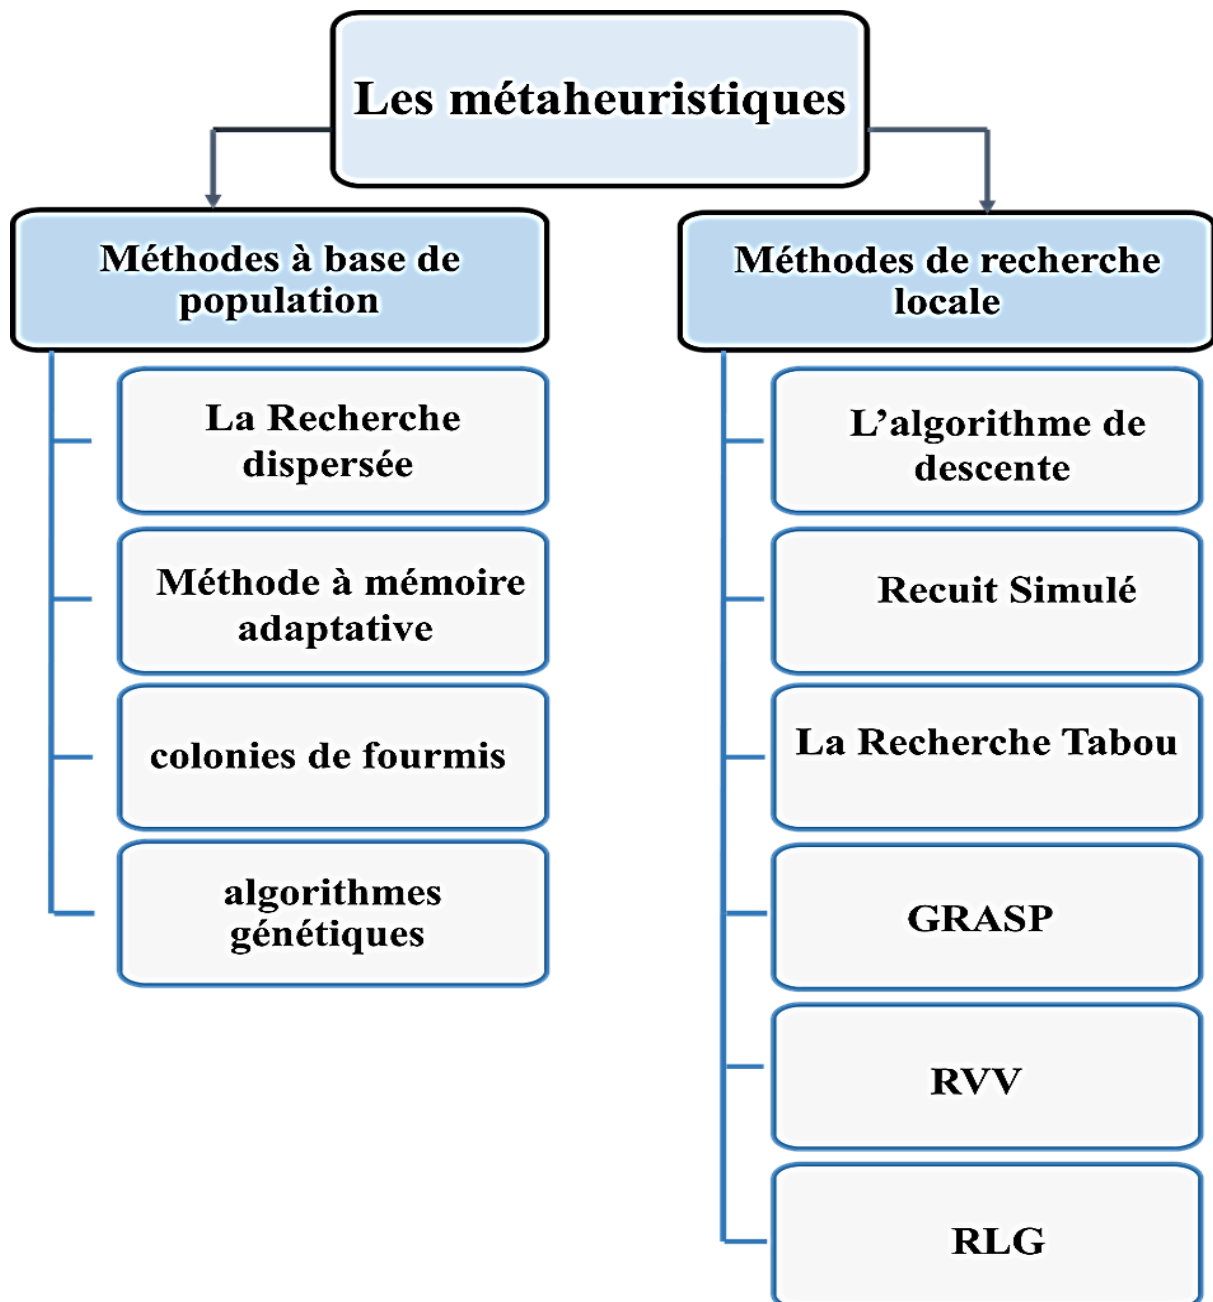 Les métaheuristiques
Méthodes à base de
population
La Recherche
dispersée
Méthode à mémoire
adaptative
colonies de fourmis
algorithmes
génétiques
Méthodes de recherche
locale
L’algorithme de
descente
Recuit Simulé
La Recherche Tabou
GRASP
RVV
RLG